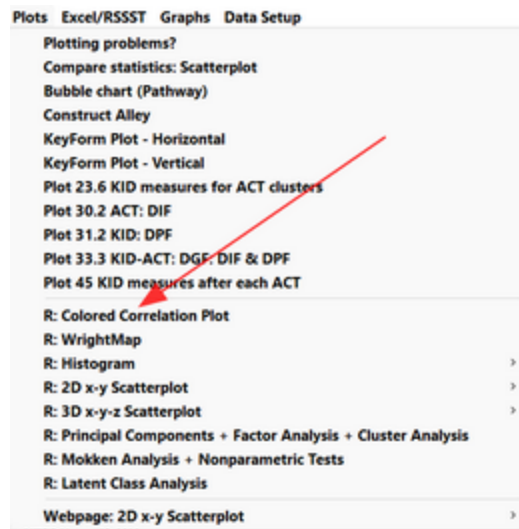 Plots Excel/RSSST Graphs Data Setup
Plotting problems?
Compare statistics: Scatterplot
Bubble chart (Pathway)
Construct Alley
KeyForm Plot - Horizontal
KeyForm Plot - Vertical
Plot 23.6 KID measures for ACT clusters
Plot 30.2 ACT: DIF
Plot 31.2 KID: DPF
Plot 33.3 KID-ACT: DGF: DIF & DPF
Plot 45 KID measures after each ACT
R: Colored Correlation Plot
R: WrightMap
R: Histogram
R: 2D x-y Scatterplot
R: 3D x-y-z Scatterplot
R: Principal Components + Factor Analysis + Cluster Analysis
R: Mokken Analysis + Nonparametric Tests
R: Latent Class Analysis
Webpage: 2D x-y Scatterplot